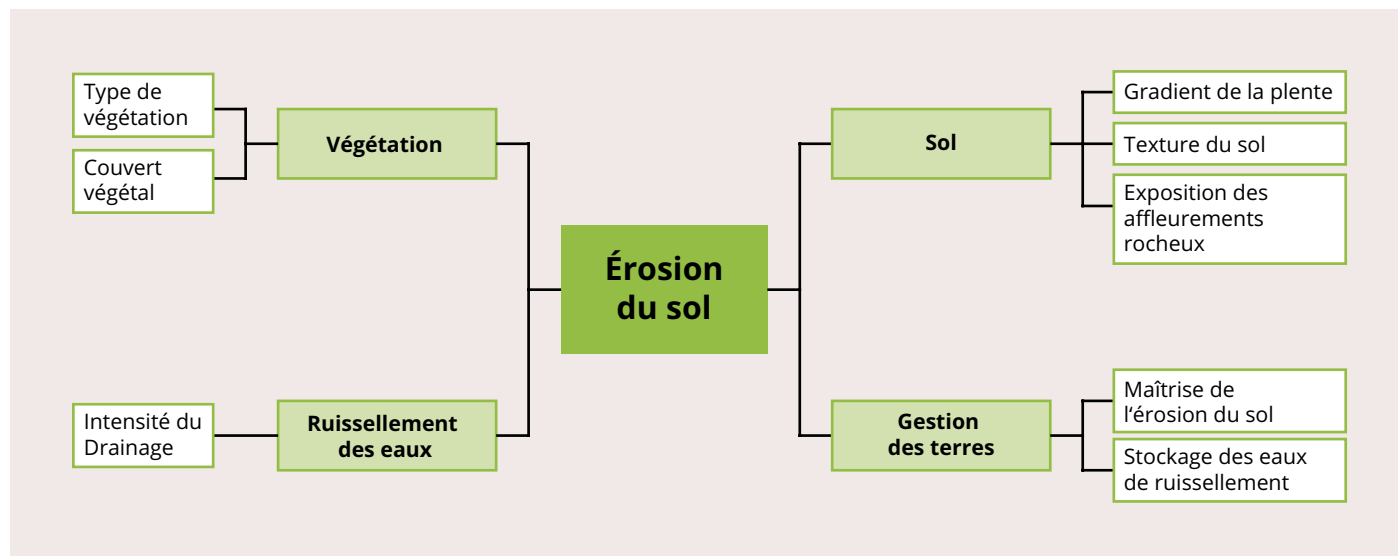 Type de
végétation
Couvert
végétal
Végétation
Intensité du
Drainage
Ruissellement
des eaux
Érosion
du sol
Sol
Gradient de la plente
Texture du sol
Exposition des
affleurements
rocheux
Gestion
des terres
Maîtrise de
l‘érosion du sol
Stockage des eaux
de ruissellement